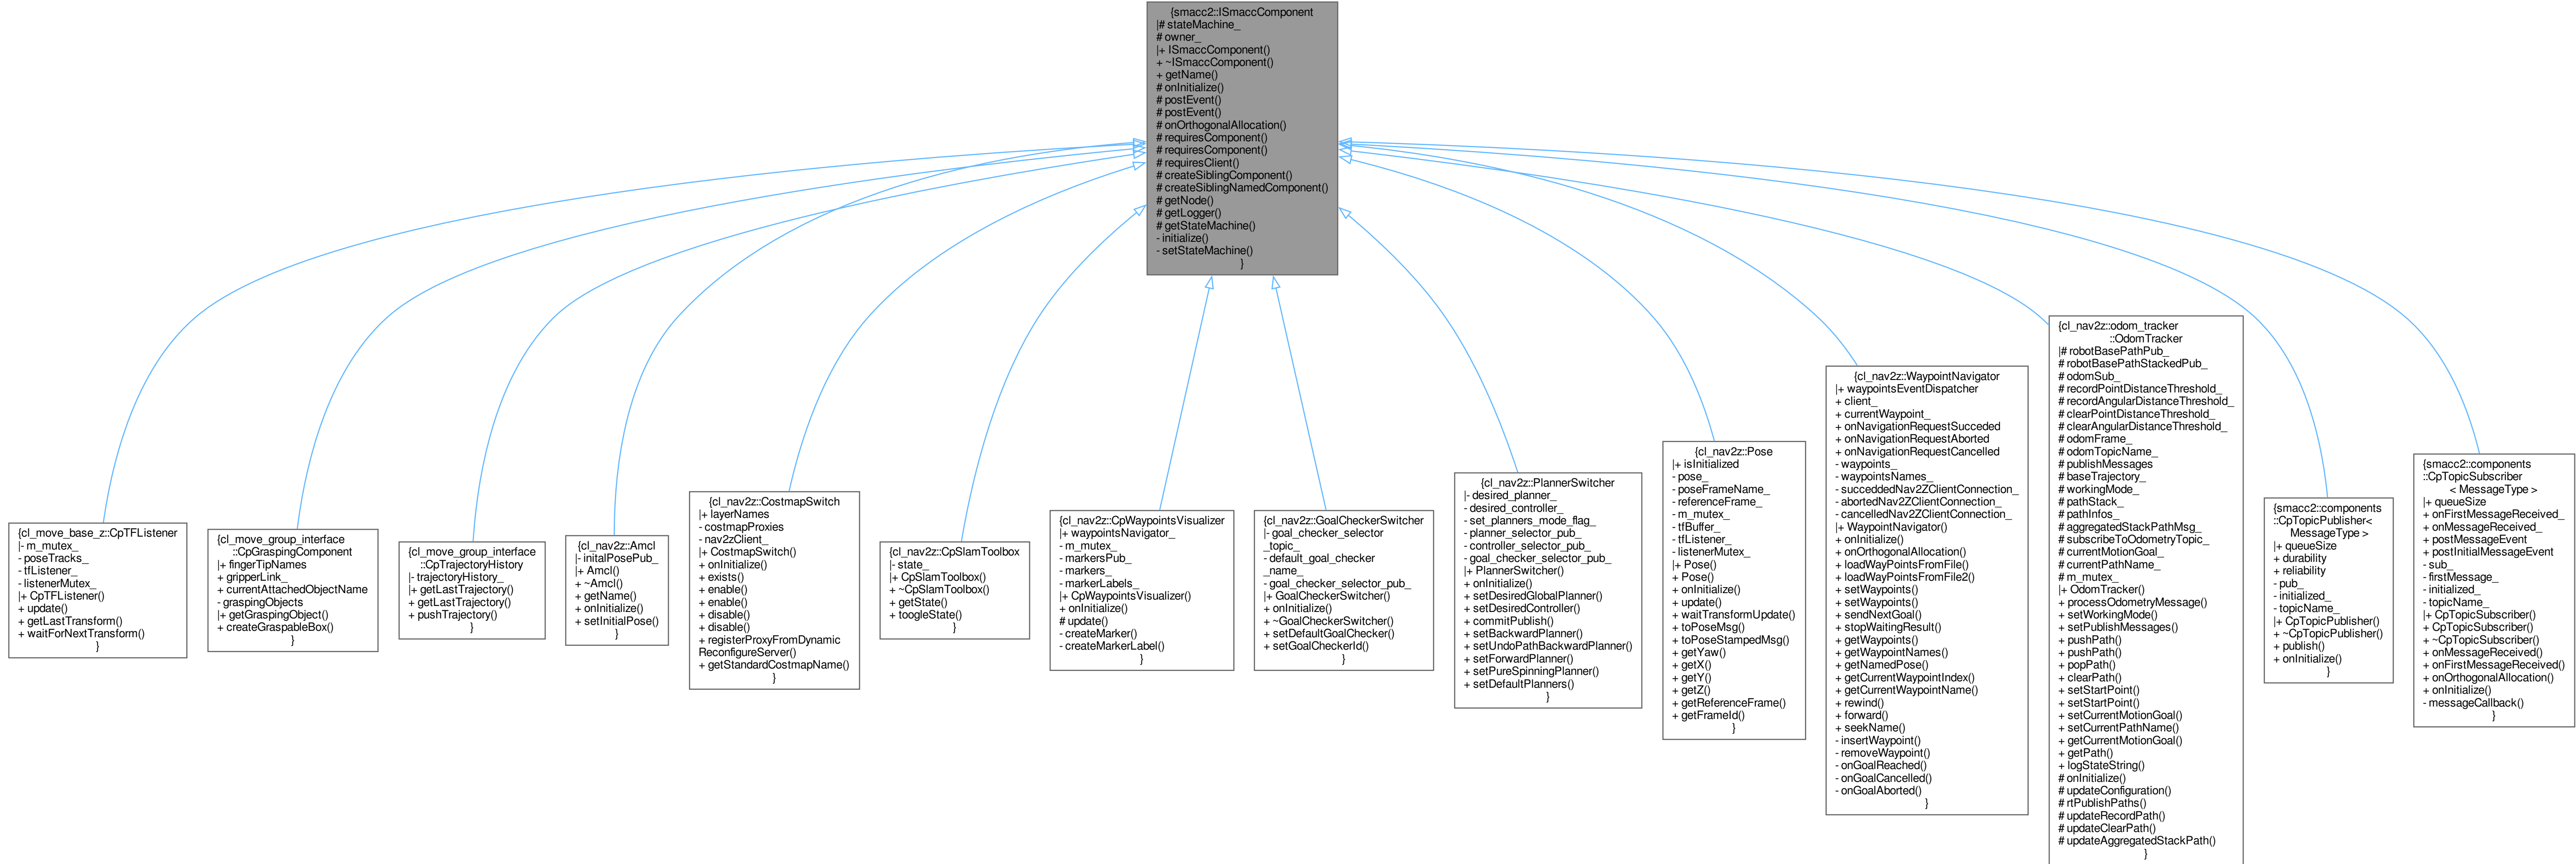 {smacc2::ISmaccComponent
|# stateMachine_
# owner_
|+ ISmaccComponent()
+ ~ISmaccComponent()
+ getName()
# onInitialize()
# postEvent()
# postEvent()
# onOrthogonalAllocation()
# requiresComponent()
# requiresComponent()
# requiresClient()
# createSiblingComponent()
# createSiblingNamedComponent()
# getNode()
# getLogger()
# getStateMachine()
- initialize()
- setStateMachine()
}
{cl_move_base_z::CpTFListener
|- m_mutex_
- poseTracks_
- tfListener_
- listenerMutex_
|+ CpTFListener()
+ update()
+ getLastTransform()
+ waitForNextTransform()
}
{cl_move_group_interface
::CpGraspingComponent
|+ fingerTipNames
+ gripperLink_
+ currentAttachedObjectName
- graspingObjects
|+ getGraspingObject()
+ createGraspableBox()
}
{cl_move_group_interface
::CpTrajectoryHistory
|- trajectoryHistory_
|+ getLastTrajectory()
+ getLastTrajectory()
+ pushTrajectory()
}
{cl_nav2z::Amcl
|- initalPosePub_
|+ Amcl()
+ ~Amcl()
+ getName()
+ onInitialize()
+ setInitialPose()
}
{cl_nav2z::CostmapSwitch
|+ layerNames
- costmapProxies
- nav2zClient_
|+ CostmapSwitch()
+ onInitialize()
+ exists()
+ enable()
+ enable()
+ disable()
+ disable()
+ registerProxyFromDynamic
ReconfigureServer()
+ getStandardCostmapName()
}
{cl_nav2z::CpSlamToolbox
|- state_
|+ CpSlamToolbox()
+ ~CpSlamToolbox()
+ getState()
+ toogleState()
}
{cl_nav2z::CpWaypointsVisualizer
|+ waypointsNavigator_
- m_mutex_
- markersPub_
- markers_
- markerLabels_
|+ CpWaypointsVisualizer()
+ onInitialize()
# update()
- createMarker()
- createMarkerLabel()
}
{cl_nav2z::GoalCheckerSwitcher
|- goal_checker_selector
_topic_
- default_goal_checker
_name_
- goal_checker_selector_pub_
|+ GoalCheckerSwitcher()
+ onInitialize()
+ ~GoalCheckerSwitcher()
+ setDefaultGoalChecker()
+ setGoalCheckerId()
}
{cl_nav2z::PlannerSwitcher
|- desired_planner_
- desired_controller_
- set_planners_mode_flag_
- planner_selector_pub_
- controller_selector_pub_
- goal_checker_selector_pub_
|+ PlannerSwitcher()
+ onInitialize()
+ setDesiredGlobalPlanner()
+ setDesiredController()
+ commitPublish()
+ setBackwardPlanner()
+ setUndoPathBackwardPlanner()
+ setForwardPlanner()
+ setPureSpinningPlanner()
+ setDefaultPlanners()
}
{cl_nav2z::Pose
|+ isInitialized
- pose_
- poseFrameName_
- referenceFrame_
- m_mutex_
- tfBuffer_
- tfListener_
- listenerMutex_
|+ Pose()
+ Pose()
+ onInitialize()
+ update()
+ waitTransformUpdate()
+ toPoseMsg()
+ toPoseStampedMsg()
+ getYaw()
+ getX()
+ getY()
+ getZ()
+ getReferenceFrame()
+ getFrameId()
}
{cl_nav2z::WaypointNavigator
|+ waypointsEventDispatcher
+ client_
+ currentWaypoint_
+ onNavigationRequestSucceded
+ onNavigationRequestAborted
+ onNavigationRequestCancelled
- waypoints_
- waypointsNames_
- succeddedNav2ZClientConnection_
- abortedNav2ZClientConnection_
- cancelledNav2ZClientConnection_
|+ WaypointNavigator()
+ onInitialize()
+ onOrthogonalAllocation()
+ loadWayPointsFromFile()
+ loadWayPointsFromFile2()
+ setWaypoints()
+ setWaypoints()
+ sendNextGoal()
+ stopWaitingResult()
+ getWaypoints()
+ getWaypointNames()
+ getNamedPose()
+ getCurrentWaypointIndex()
+ getCurrentWaypointName()
+ rewind()
+ forward()
+ seekName()
- insertWaypoint()
- removeWaypoint()
- onGoalReached()
- onGoalCancelled()
- onGoalAborted()
}
{cl_nav2z::odom_tracker
::OdomTracker
|# robotBasePathPub_
# robotBasePathStackedPub_
# odomSub_
# recordPointDistanceThreshold_
# recordAngularDistanceThreshold_
# clearPointDistanceThreshold_
# clearAngularDistanceThreshold_
# odomFrame_
# odomTopicName_
# publishMessages
# baseTrajectory_
# workingMode_
# pathStack_
# pathInfos_
# aggregatedStackPathMsg_
# subscribeToOdometryTopic_
# currentMotionGoal_
# currentPathName_
# m_mutex_
|+ OdomTracker()
+ processOdometryMessage()
+ setWorkingMode()
+ setPublishMessages()
+ pushPath()
+ pushPath()
+ popPath()
+ clearPath()
+ setStartPoint()
+ setStartPoint()
+ setCurrentMotionGoal()
+ setCurrentPathName()
+ getCurrentMotionGoal()
+ getPath()
+ logStateString()
# onInitialize()
# updateConfiguration()
# rtPublishPaths()
# updateRecordPath()
# updateClearPath()
# updateAggregatedStackPath()
}
{smacc2::components
::CpTopicPublisher<
MessageType >
|+ queueSize
+ durability
+ reliability
- pub_
- initialized_
- topicName_
|+ CpTopicPublisher()
+ ~CpTopicPublisher()
+ publish()
+ onInitialize()
}
{smacc2::components
::CpTopicSubscriber
< MessageType >
|+ queueSize
+ onFirstMessageReceived_
+ onMessageReceived_
+ postMessageEvent
+ postInitialMessageEvent
- sub_
- firstMessage_
- initialized_
- topicName_
|+ CpTopicSubscriber()
+ CpTopicSubscriber()
+ ~CpTopicSubscriber()
+ onMessageReceived()
+ onFirstMessageReceived()
+ onOrthogonalAllocation()
+ onInitialize()
- messageCallback()
}